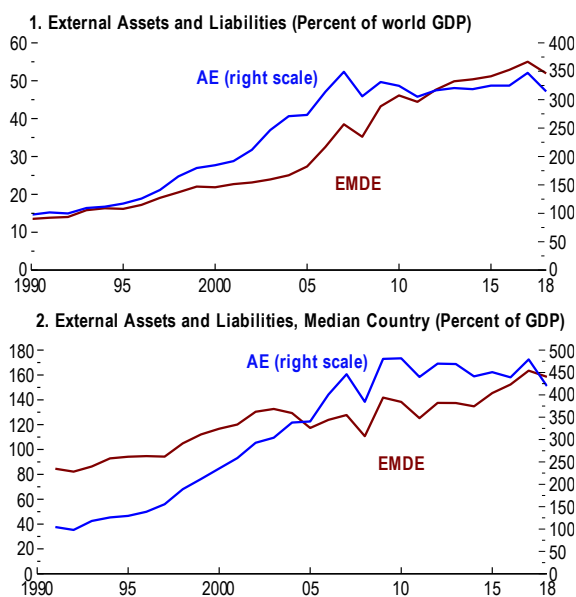 1. External Assets and Liabilities (Percent of world GDP)
60 400
50 350
40 300
30 250
20 200
10 150
0 100
50
0
AE (right scale)
EMDE
1990 95 2000 05 10 15 18
2. External Assets and Liabilities, Median Country (Percent of GDP)
180 500
160 450
140 400
120 350
100 300
80 250
60 200
40 150
20 100
0 50
0
AE (right scale)
EMDE
1990 95 2000 05 10 15 18